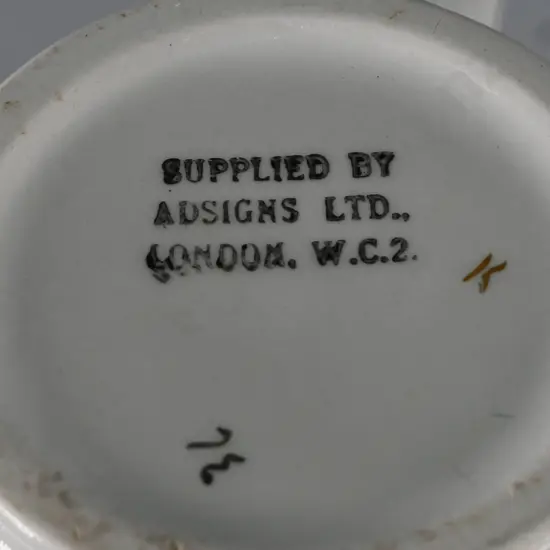 SUPPLIED BY
ADSIGNS LTD.,
LONDON. W.C.2.